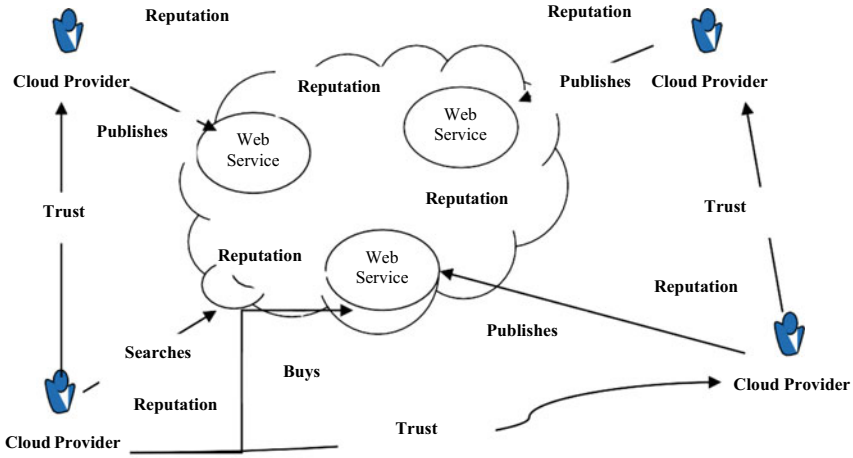 Reputation
Reputation
Cloud Provider
Reputation
Publishes
Cloud Provider
Publishes
Web
Service
Web
Service
Trust
Reputation
Trust
Reputation
Web
Service
Reputation
Publishes
Searches
Buys
Cloud Provider
Reputation
Trust
Cloud Provider